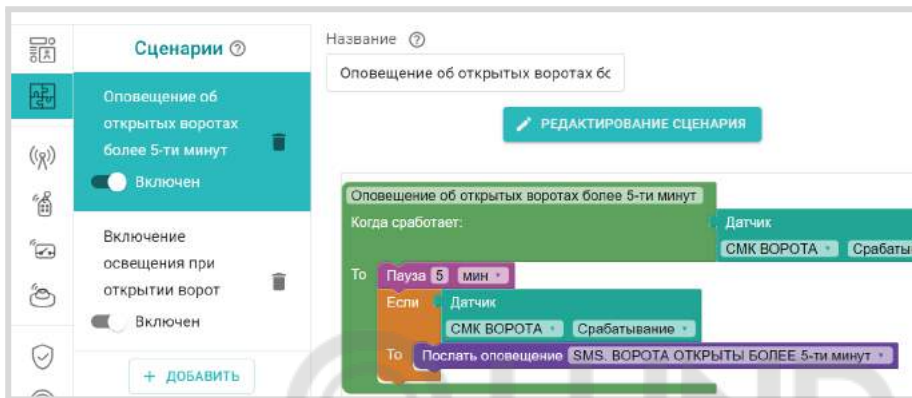 Сценарии
Оповещение об
открытых воротах
более 5-ти минут
Включен
Включение
освещения при
открытии ворот
Включен
+ ДОБАВИТЬ
Название
Оповещение об открытых воротах бо
РЕДАКТИРОВАНИЕ СЦЕНАРИЯ
Оповещение об открытых воротах более 5-ти минут
Когда сработает:
Датчик
СМК ВОРОТА Срабаты
То Пауза 5 мин
Если Датчик
СМК ВОРОТА Срабатывание
То Послать оповещение SMS. ВОРОТА ОТКРЫТЫ БОЛЕЕ 5-ти минут